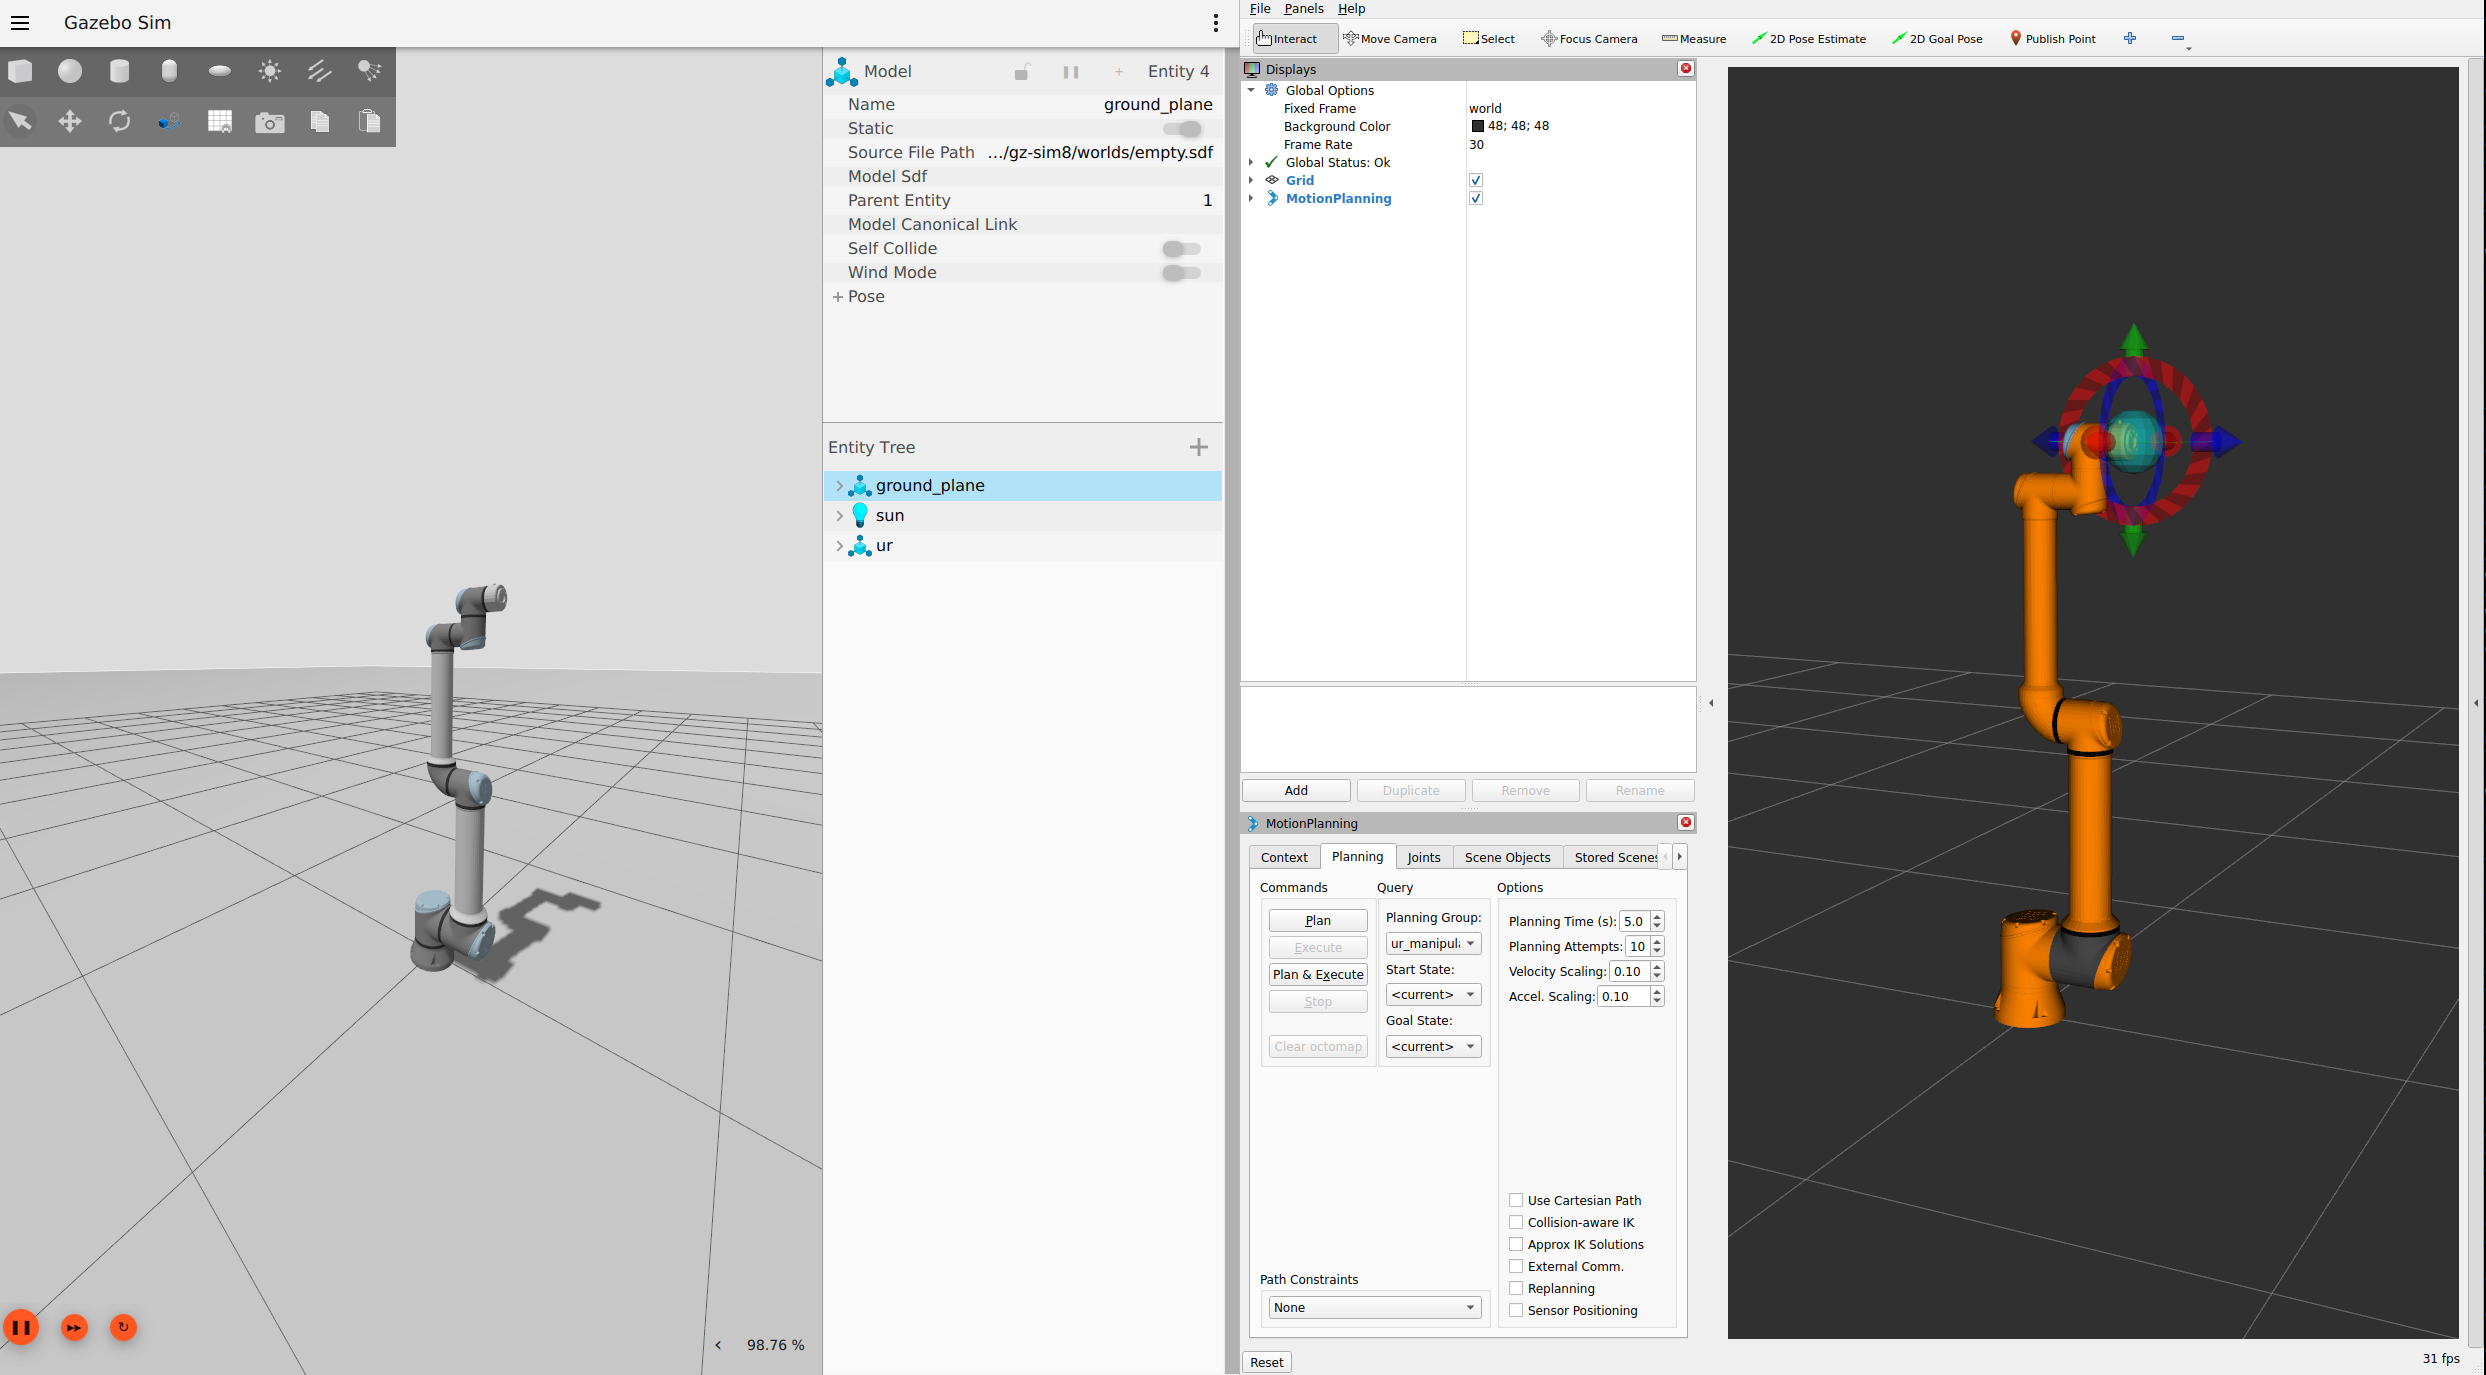 Gazebo Sim
Model
Entity 4
Name ground_plane
Static
Source File Path .../gz-sim8/worlds/empty.sdf
Model Sdf
Parent Entity 1
Model Canonical Link
Self Collide
Wind Mode
+ Pose
Entity Tree
ground_plane
sun
ur
98.76 %
File Panels Help
Interact Move Camera Select Focus Camera Measure 2D Pose Estimate 2D Goal Pose Publish Point
Displays
Global Options
Fixed Frame world
Background Color 48; 48; 48
Frame Rate 30
Global Status: Ok
Grid
MotionPlanning
Add Duplicate Remove Rename
MotionPlanning
Context Planning Joints Scene Objects Stored Scenes
Commands Query Options
Plan
Execute
Plan & Execute
Stop
Clear octomap
Planning Group:
ur_manipula
Start State:
<current>
Goal State:
<current>
Planning Time (s): 5.0
Planning Attempts: 10
Velocity Scaling: 0.10
Accel. Scaling: 0.10
Use Cartesian Path
Collision-aware IK
Approx IK Solutions
External Comm.
Replanning
Sensor Positioning
Path Constraints
None
Reset
31 fps